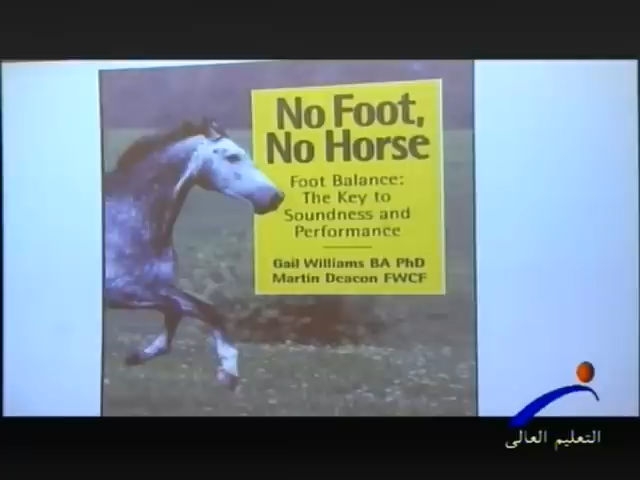 No Foot,
No Horse
Foot Balance:
The Key to
Soundness and
Performance
Gail Williams BA PhD
Martin Deacon FWCF
التعليم العالى